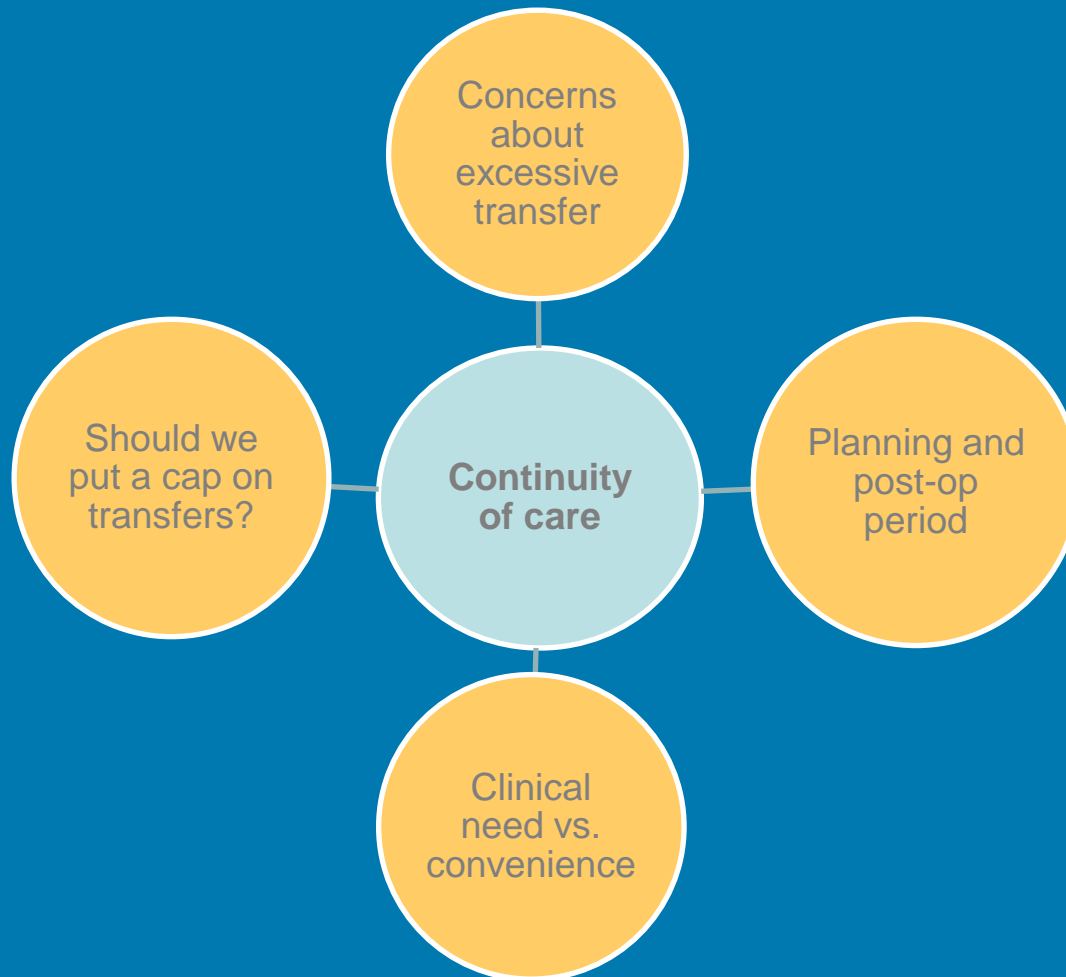 Concerns
about
excessive
transfer
Should we
put a cap on
transfers?
Continuity
of care
Planning and
post-op
period
Clinical
need vs.
convenience